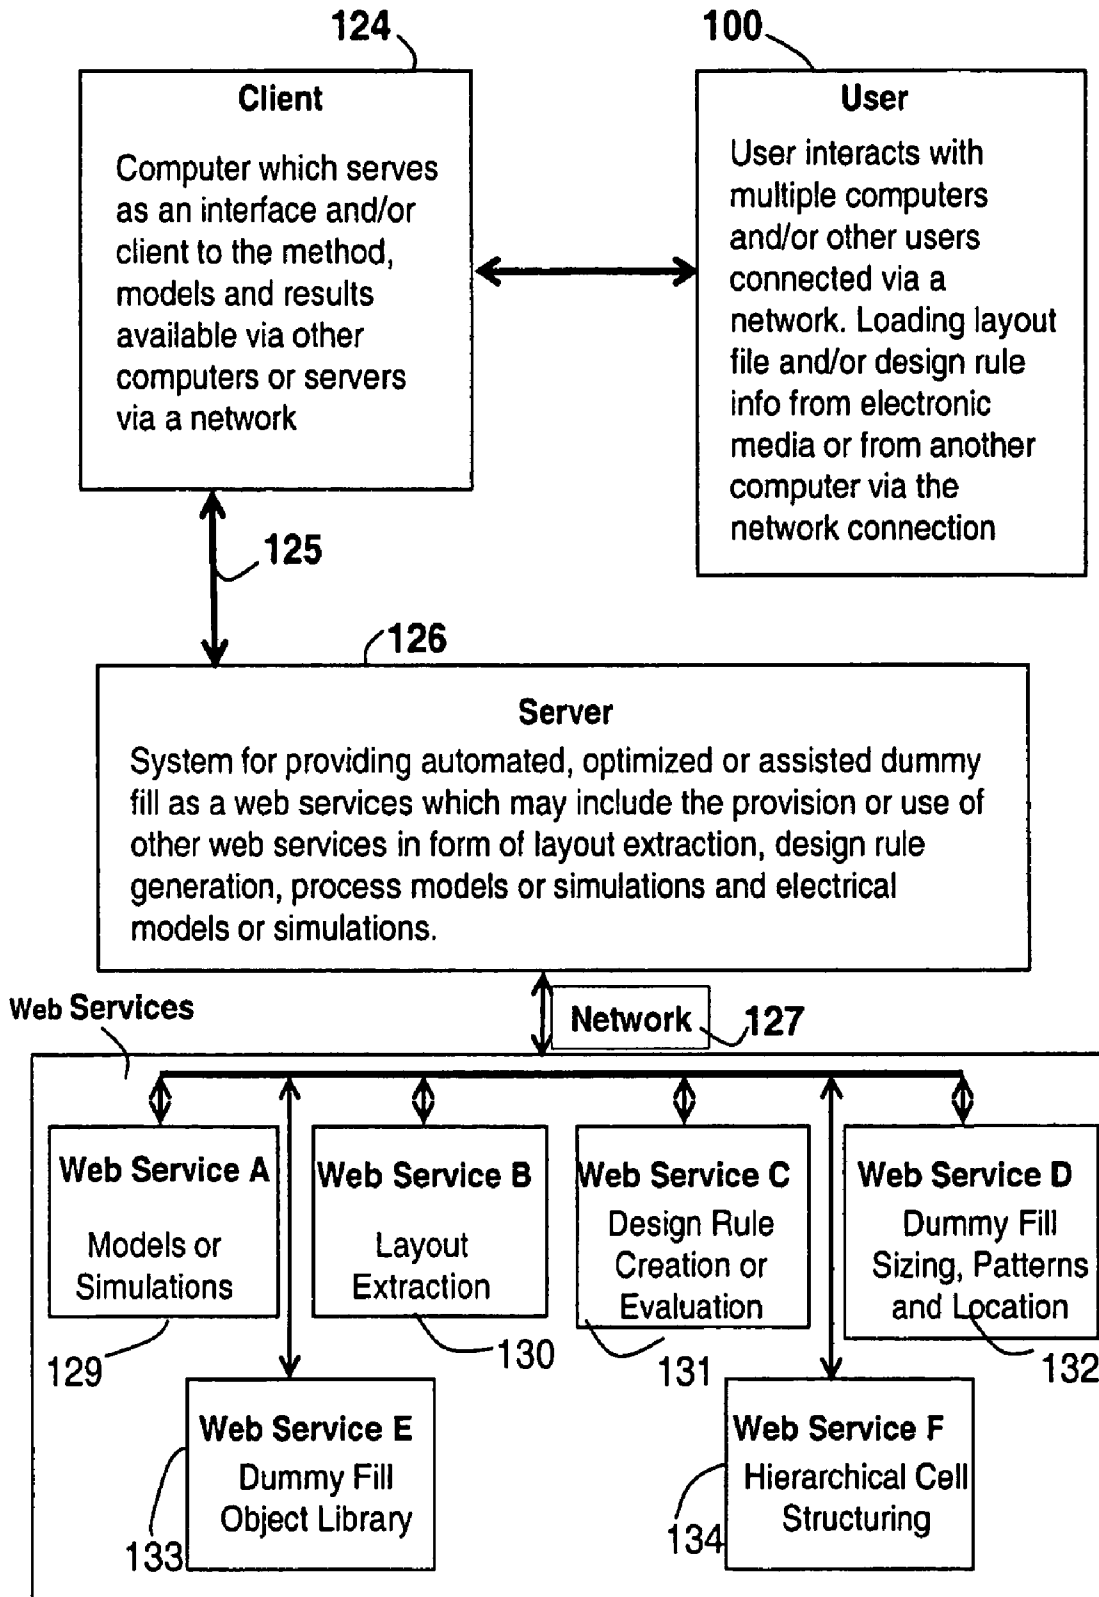 124
100
Client
Computer which serves
as an interface and/or
client to the method,
models and results
available via other
computers or servers
via a network
User
User interacts with
multiple computers
and/or other users
connected via a
network. Loading layout
file and/or design rule
info from electronic
media or from another
computer via the
network connection
125
126
Server
System for providing automated, optimized or assisted dummy
fill as a web services which may include the provision or use of
other web services in form of layout extraction, design rule
generation, process models or simulations and electrical
models or simulations.
Web Services
Network
127
Web Service A
Models or
Simulations
129
Web Service B
Layout
Extraction
130
Web Service C
Design Rule
Creation or
Evaluation
131
Web Service D
Dummy Fill
Sizing, Patterns
and Location
132
Web Service E
Dummy Fill
Object Library
133
Web Service F
Hierarchical Cell
Structuring
134